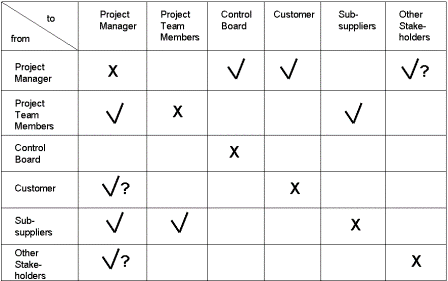 to
from
Project
Manager
Project
Team
Members
Control
Board
Customer
Sub-
suppliers
Other
Stake-
holders
Project
Manager
X
√
√
√?
Project
Team
Members
√
X
√
Control
Board
X
Customer
√?
X
Sub-
suppliers
√
√
X
Other
Stake-
holders
√?
X